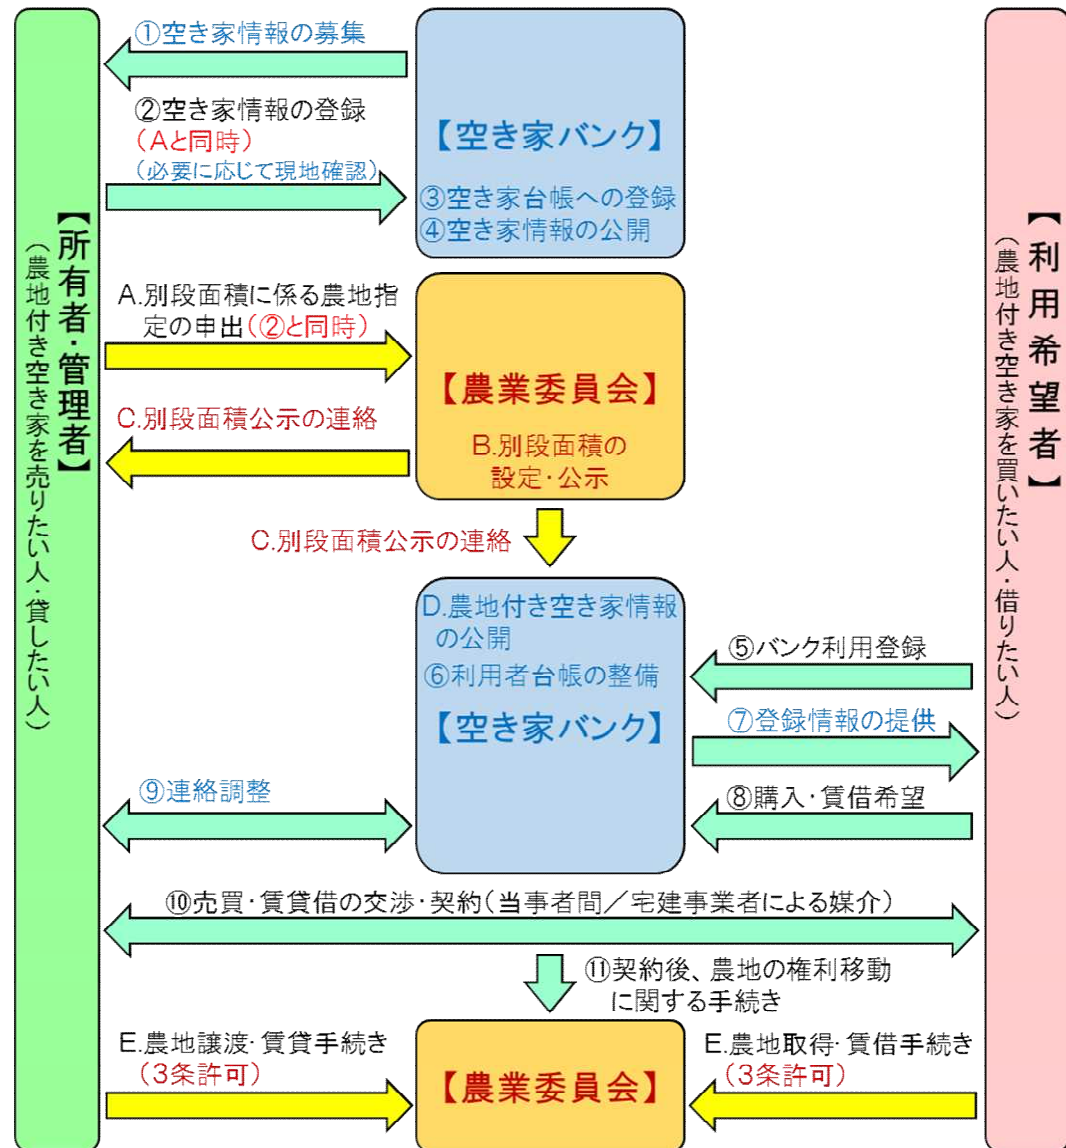 【所有者・管理者】
（農地付き空き家を売りたい人・貸したい人）
①空き家情報の募集
②空き家情報の登録
（Ａと同時）
（必要に応じて現地確認）
【空き家バンク】
③空き家台帳への登録
④空き家情報の公開
A.別段面積に係る農地指
定の申出（②と同時）
C.別段面積公示の連絡
【農業委員会】
B.別段面積の
設定・公示
C.別段面積公示の連絡
D.農地付き空き家情報
の公開
⑥利用者台帳の整備
【空き家バンク】
⑤バンク利用登録
⑦登録情報の提供
⑧購入・賃借希望
⑨連絡調整
⑩売買・賃貸借の交渉・契約（当事者間／宅建事業者による媒介）
⑪契約後、農地の権利移動
に関する手続き
E.農地譲渡・賃貸手続き
（３条許可）
【農業委員会】
E.農地取得・賃借手続き
（３条許可）
【利用希望者】
（農地付き空き家を買いたい人・借りたい人）